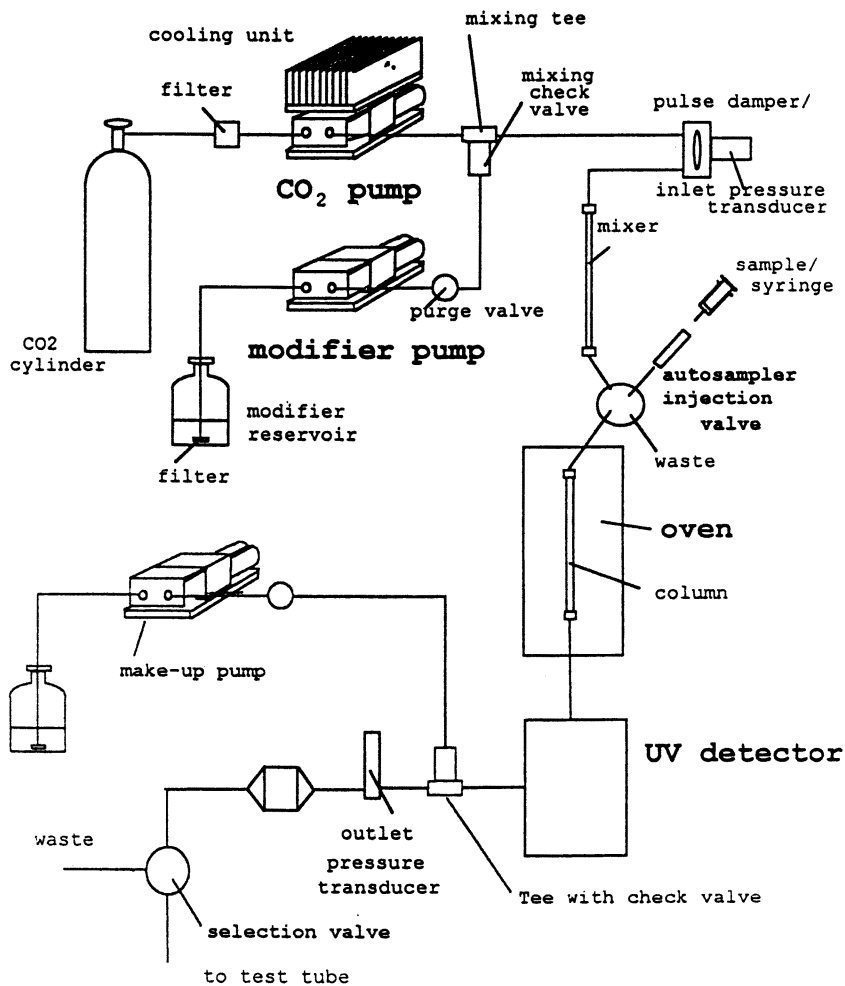 mixing tee
cooling unit
mixing
check
valve
filter
pulse damper/
CO₂ pump
inlet pressure
transducer
mixer
sample/
syringe
purge valve
CO2
cylinder
modifier pump
autosampler
injection
valve
modifier
reservoir
waste
filter
oven
column
make-up pump
UV detector
outlet
pressure
transducer
waste
Tee with check valve
selection valve
to test tube